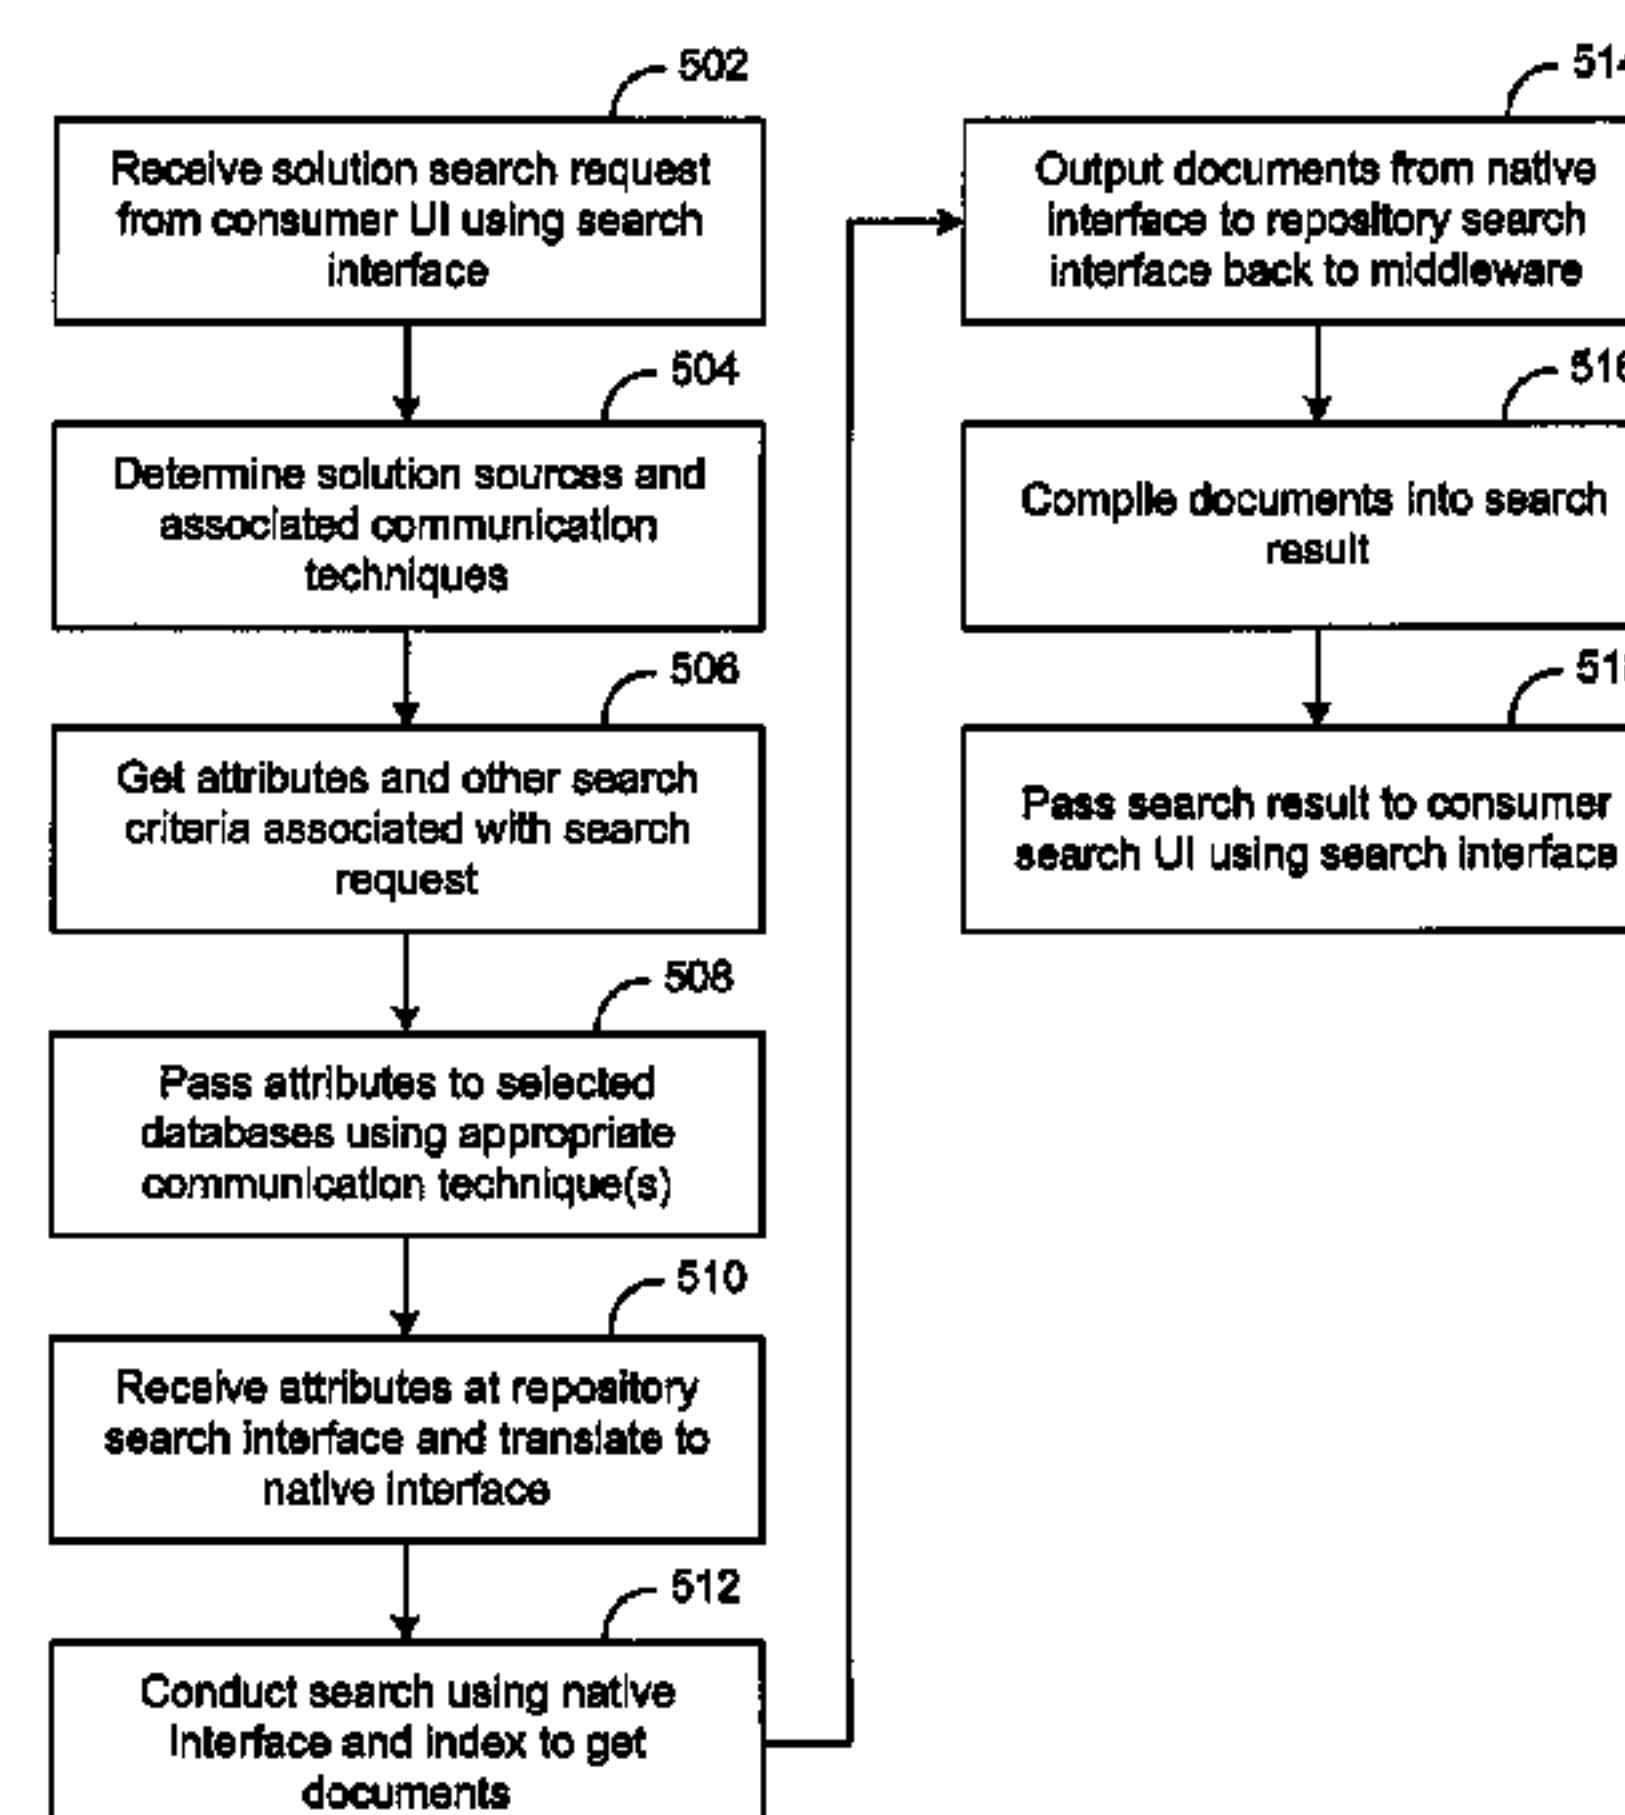 502
Receive solution search request
from consumer UI using search
interface
504
Determine solution sources and
associated communication
techniques
506
Get attributes and other search
criteria associated with search
request
508
Pass attributes to selected
databases using appropriate
communication technique(s)
510
Receive attributes at repository
search interface and translate to
native interface
512
Conduct search using native
interface and index to get
documents
Output documents from native
interface to repository search
interface back to middleware
Compile documents into search
result
Pass search result to consumer
search UI using search interface